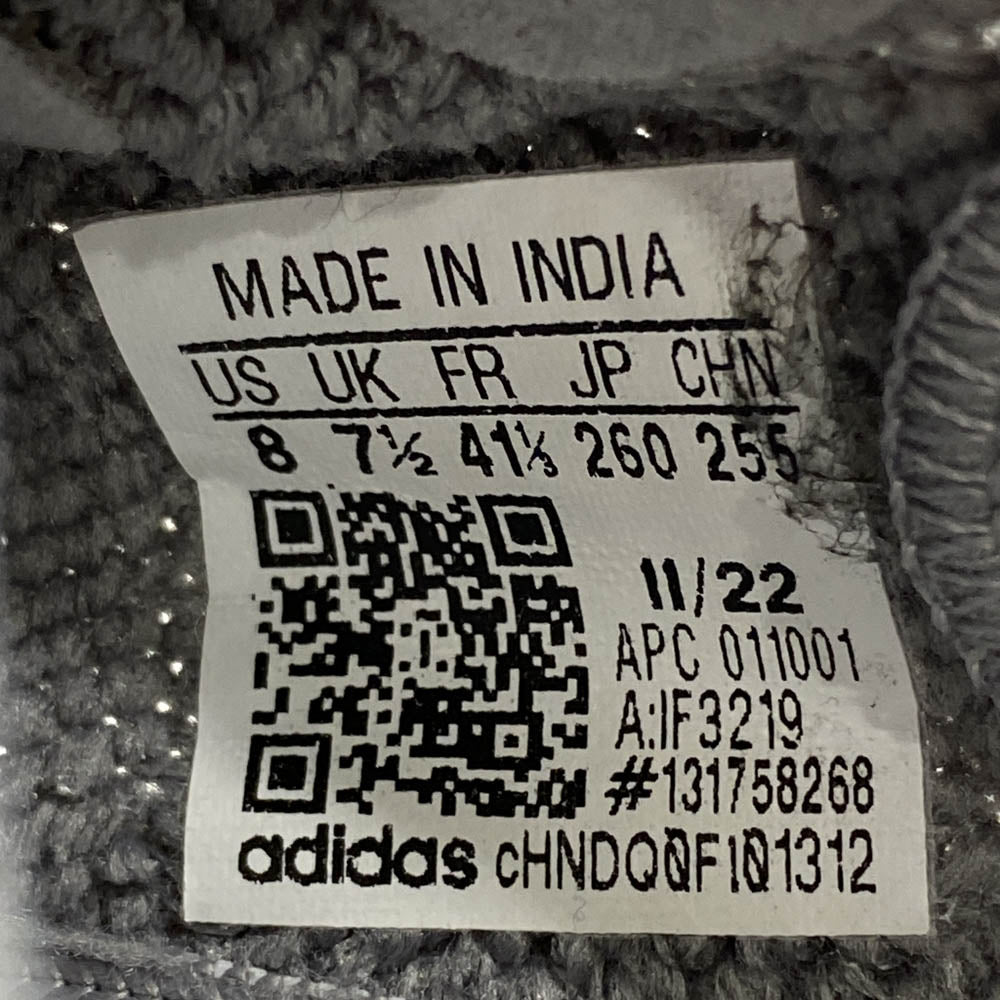 MADE IN INDIA
US UK FR JP CHN
8 7½ 41⅓ 260 255
11/22
APC 011001
A:IF3219
#131758268
adidas cHNDQ0FI01312